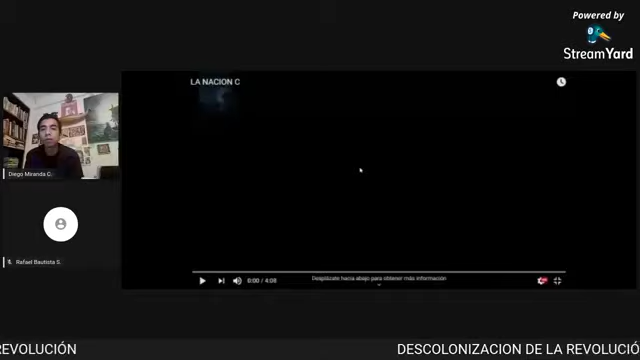 Powered by
StreamYard
LA NACION C
Diego Miranda C.
Rafael Bautista S.
0:00 / 4:08
Desplázate hacia abajo para obtener más información
REVOLUCIÓN
DESCOLONIZACION DE LA REVOLUCIÓ